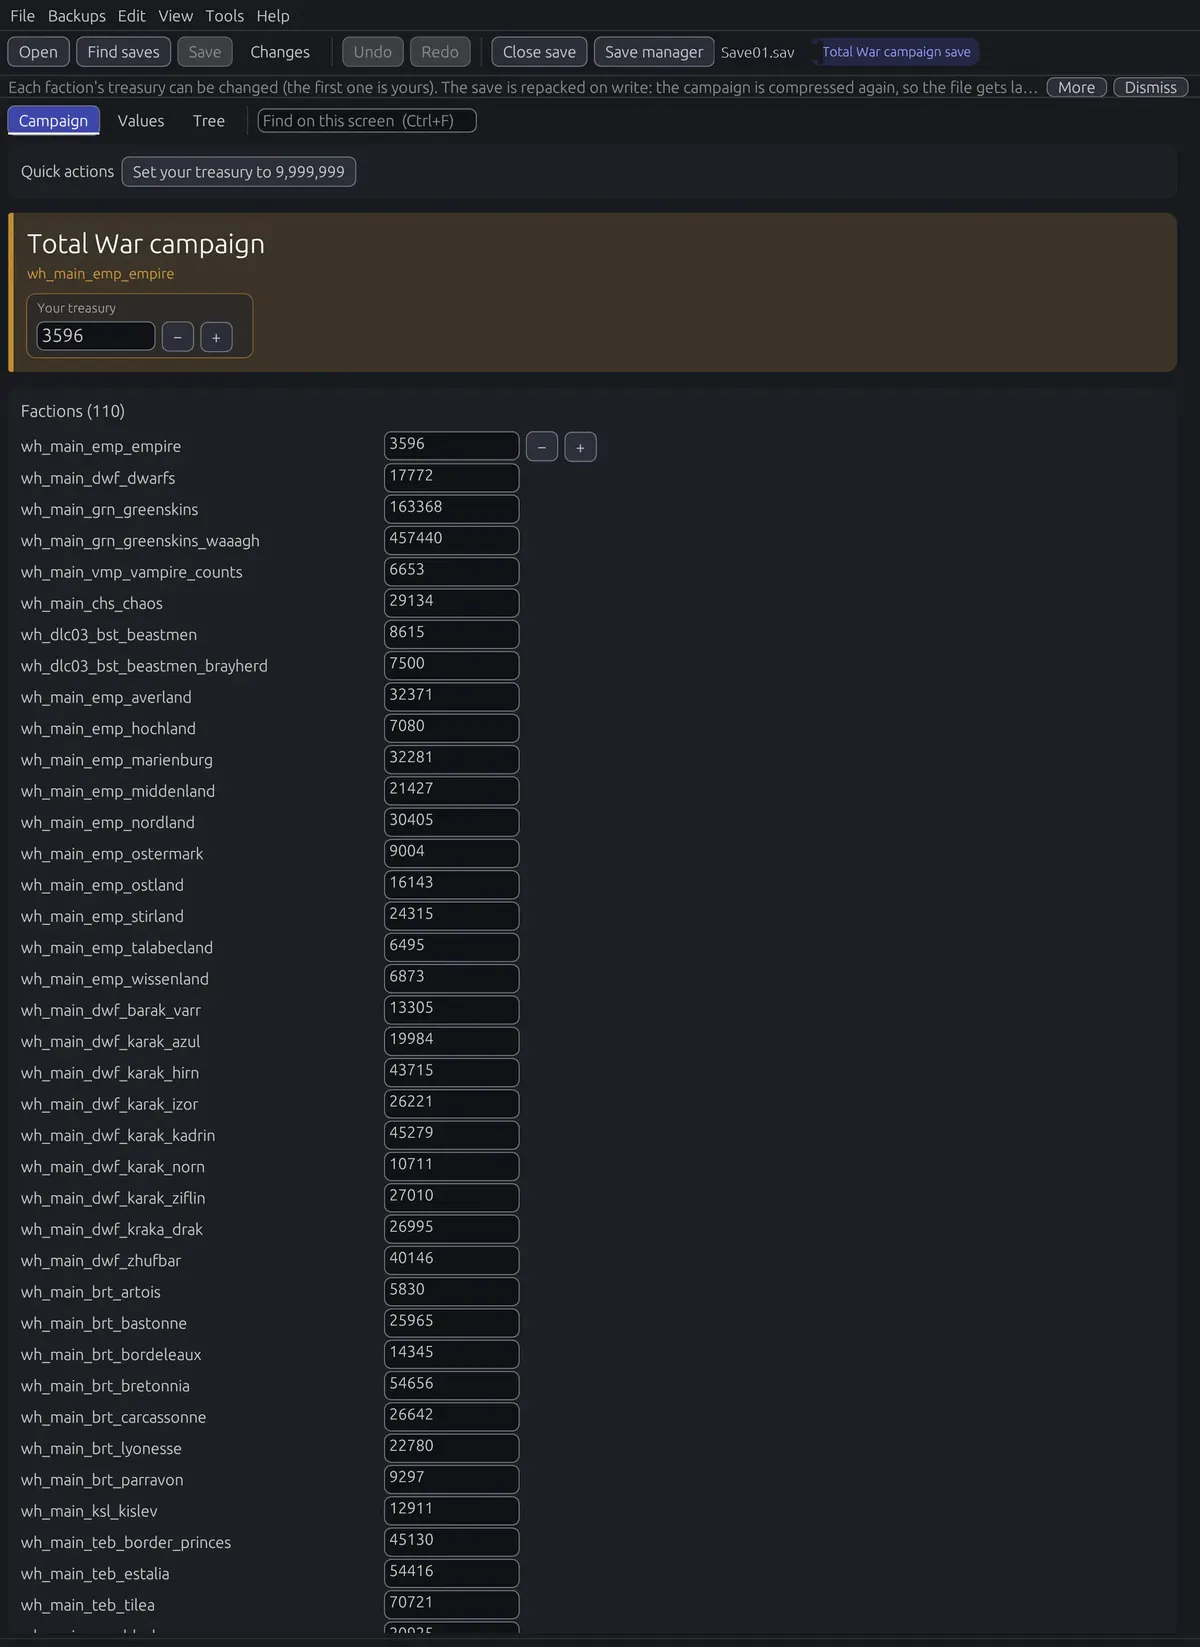 File Backups Edit View Tools Help
Open Find saves Save Changes Undo Redo Close save Save manager Save01.sav Total War campaign save
Each faction's treasury can be changed (the first one is yours). The save is repacked on write: the campaign is compressed again, so the file gets la... More Dismiss
Campaign Values Tree Find on this screen (Ctrl+F)
Quick actions Set your treasury to 9,999,999
Total War campaign
wh_main_emp_empire
Your treasury
3596 − +
Factions (110)
wh_main_emp_empire 3596 − +
wh_main_dwf_dwarfs 17772
wh_main_grn_greenskins 163368
wh_main_grn_greenskins_waaagh 457440
wh_main_vmp_vampire_counts 6653
wh_main_chs_chaos 29134
wh_dlc03_bst_beastmen 8615
wh_dlc03_bst_beastmen_brayherd 7500
wh_main_emp_averland 32371
wh_main_emp_hochland 7080
wh_main_emp_marienburg 32281
wh_main_emp_middenland 21427
wh_main_emp_nordland 30405
wh_main_emp_ostermark 9004
wh_main_emp_ostland 16143
wh_main_emp_stirland 24315
wh_main_emp_talabecland 6495
wh_main_emp_wissenland 6873
wh_main_dwf_barak_varr 13305
wh_main_dwf_karak_azul 19984
wh_main_dwf_karak_hirn 43715
wh_main_dwf_karak_izor 26221
wh_main_dwf_karak_kadrin 45279
wh_main_dwf_karak_norn 10711
wh_main_dwf_karak_ziflin 27010
wh_main_dwf_kraka_drak 26995
wh_main_dwf_zhufbar 40146
wh_main_brt_artois 5830
wh_main_brt_bastonne 25965
wh_main_brt_bordeleaux 14345
wh_main_brt_bretonnia 54656
wh_main_brt_carcassonne 26642
wh_main_brt_lyonesse 22780
wh_main_brt_parravon 9297
wh_main_ksl_kislev 12911
wh_main_teb_border_princes 45130
wh_main_teb_estalia 54416
wh_main_teb_tilea 70721